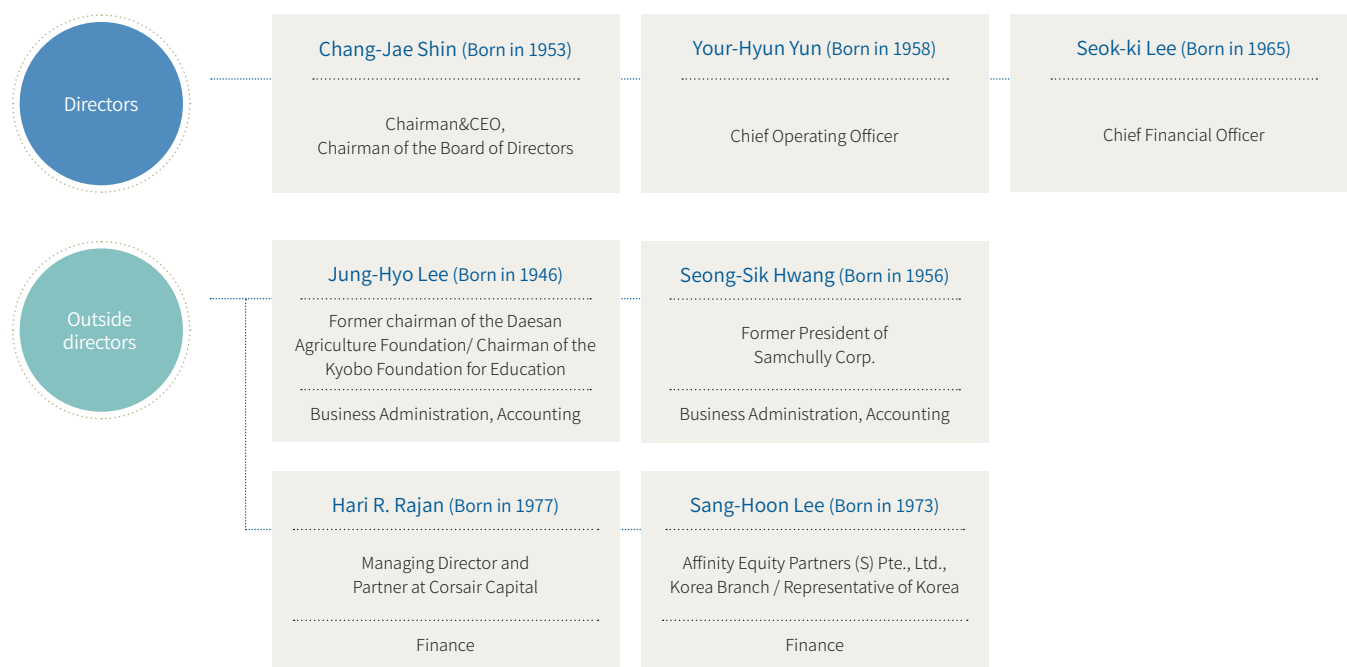 Directors
Chang-Jae Shin (Born in 1953)
Chairman&CEO,
Chairman of the Board of Directors
Your-Hyun Yun (Born in 1958)
Chief Operating Officer
Seok-ki Lee (Born in 1965)
Chief Financial Officer
Outside
directors
Jung-Hyo Lee (Born in 1946)
Former chairman of the Daesan
Agriculture Foundation/ Chairman of the
Kyobo Foundation for Education
Business Administration, Accounting
Seong-Sik Hwang (Born in 1956)
Former President of
Samchully Corp.
Business Administration, Accounting
Hari R. Rajan (Born in 1977)
Managing Director and
Partner at Corsair Capital
Finance
Sang-Hoon Lee (Born in 1973)
Affinity Equity Partners (S) Pte., Ltd.,
Korea Branch / Representative of Korea
Finance